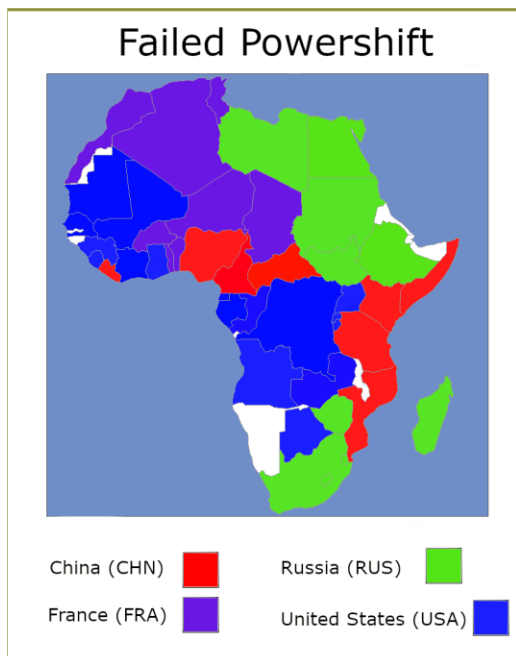 Failed Powershift
China (CHN)
Russia (RUS)
France (FRA)
United States (USA)